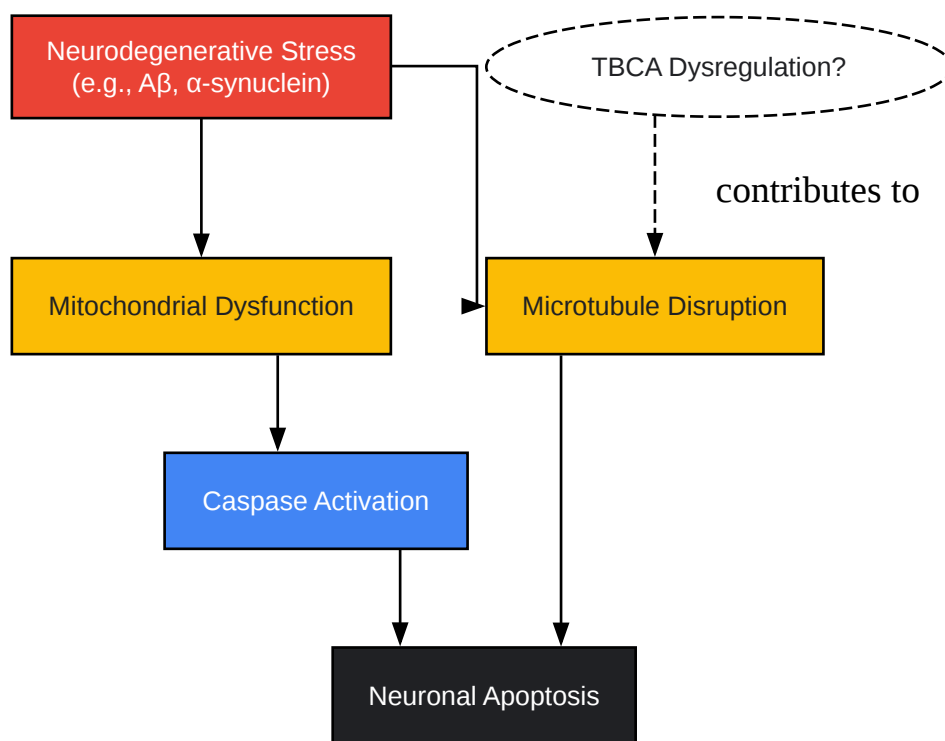 Neurodegenerative Stress
(e.g., Aβ, α-synuclein)
TBCA Dysregulation?
contributes to
Mitochondrial Dysfunction
Microtubule Disruption
Caspase Activation
Neuronal Apoptosis